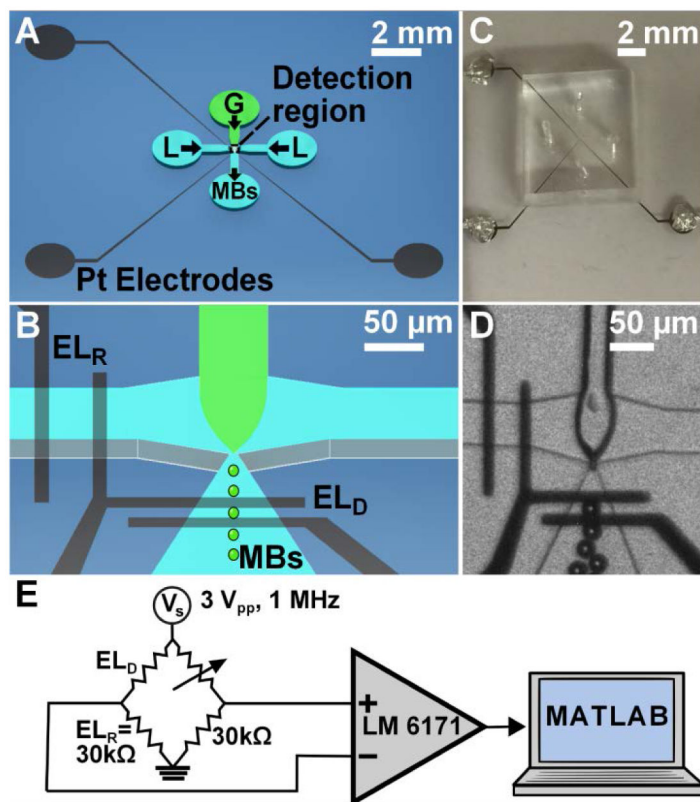 A
2 mm
Detection
region
G
L
L
MBs
Pt Electrodes
C
2 mm
B
50 µm
EL_R
EL_D
MBs
D
50 µm
E
V_s 3 V_pp, 1 MHz
EL_D
EL_R=
30kΩ
30kΩ
+
LM 6171
−
MATLAB